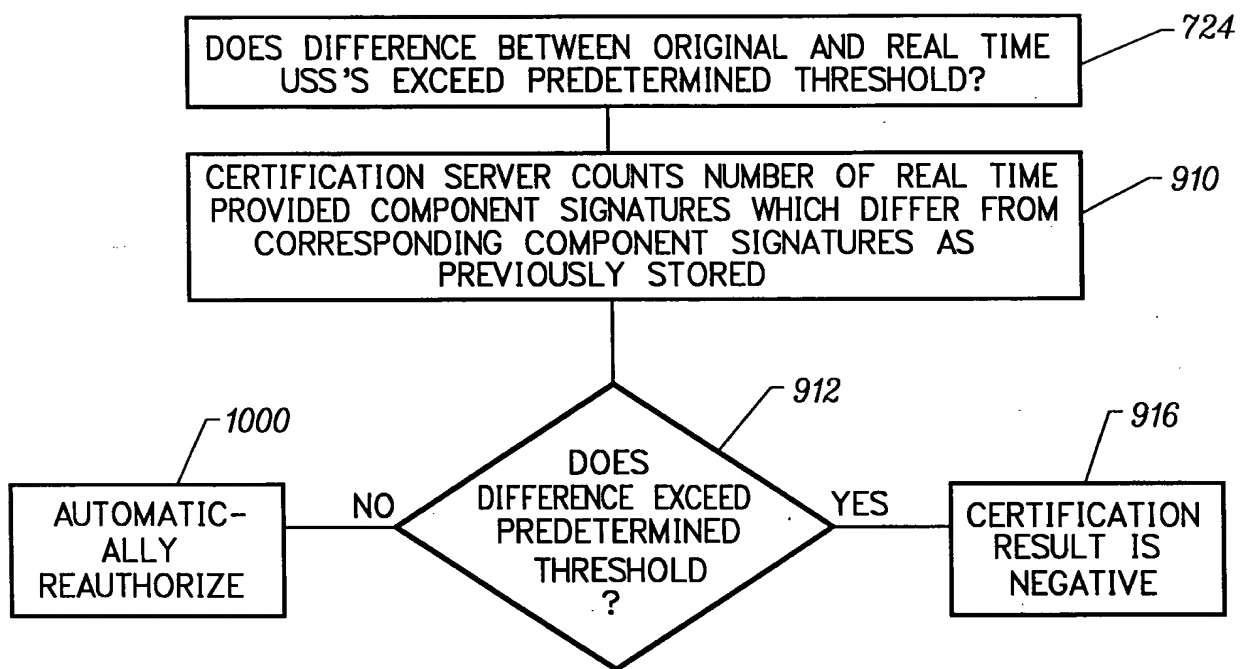 DOES DIFFERENCE BETWEEN ORIGINAL AND REAL TIME
USS'S EXCEED PREDETERMINED THRESHOLD?
724
CERTIFICATION SERVER COUNTS NUMBER OF REAL TIME
PROVIDED COMPONENT SIGNATURES WHICH DIFFER FROM
CORRESPONDING COMPONENT SIGNATURES AS
PREVIOUSLY STORED
910
912
DOES
DIFFERENCE EXCEED
PREDETERMINED
THRESHOLD
?
NO
YES
1000
AUTOMATIC-
ALLY
REAUTHORIZE
916
CERTIFICATION
RESULT IS
NEGATIVE